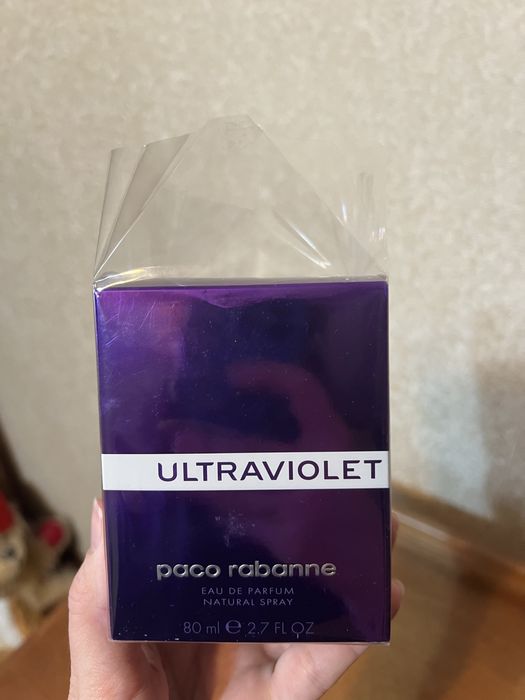 ULTRAVIOLET
paco rabanne
EAU DE PARFUM
NATURAL SPRAY
80 ml ℮ 2.7 FL OZ